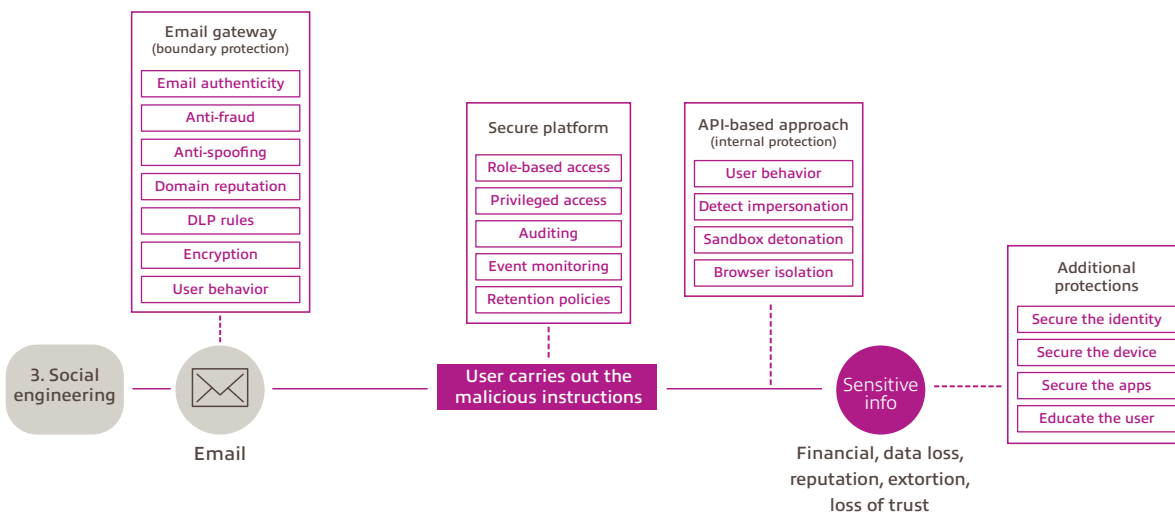 Email gateway
(boundary protection)
Email authenticity
Anti-fraud
Anti-spoofing
Domain reputation
DLP rules
Encryption
User behavior
Secure platform
Role-based access
Privileged access
Auditing
Event monitoring
Retention policies
API-based approach
(internal protection)
User behavior
Detect impersonation
Sandbox detonation
Browser isolation
Additional
protections
Secure the identity
Secure the device
Secure the apps
Educate the user
3. Social
engineering
Email
User carries out the
malicious instructions
Sensitive
info
Financial, data loss,
reputation, extortion,
loss of trust